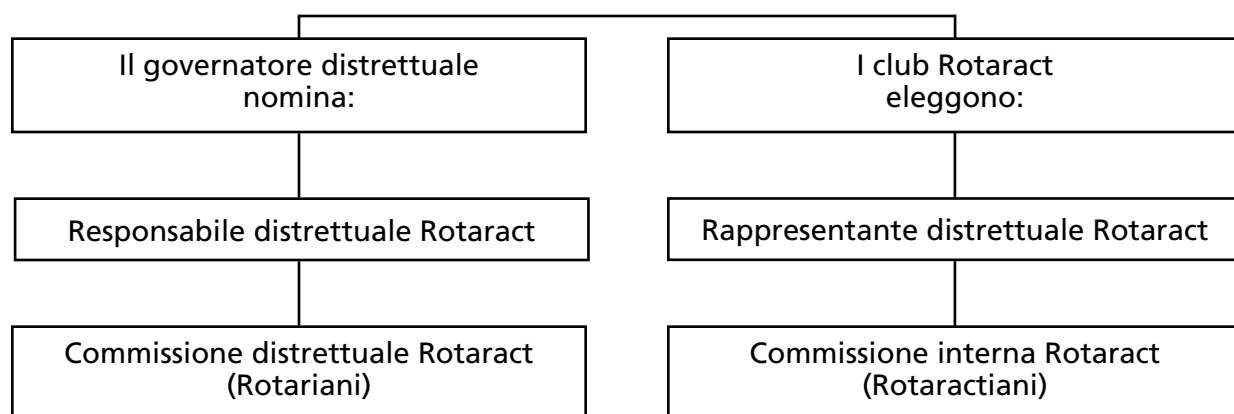 Il governatore distrettuale
nomina:
I club Rotaract
eleggono:
Responsabile distrettuale Rotaract
Rappresentante distrettuale Rotaract
Commissione distrettuale Rotaract
(Rotariani)
Commissione interna Rotaract
(Rotaractiani)